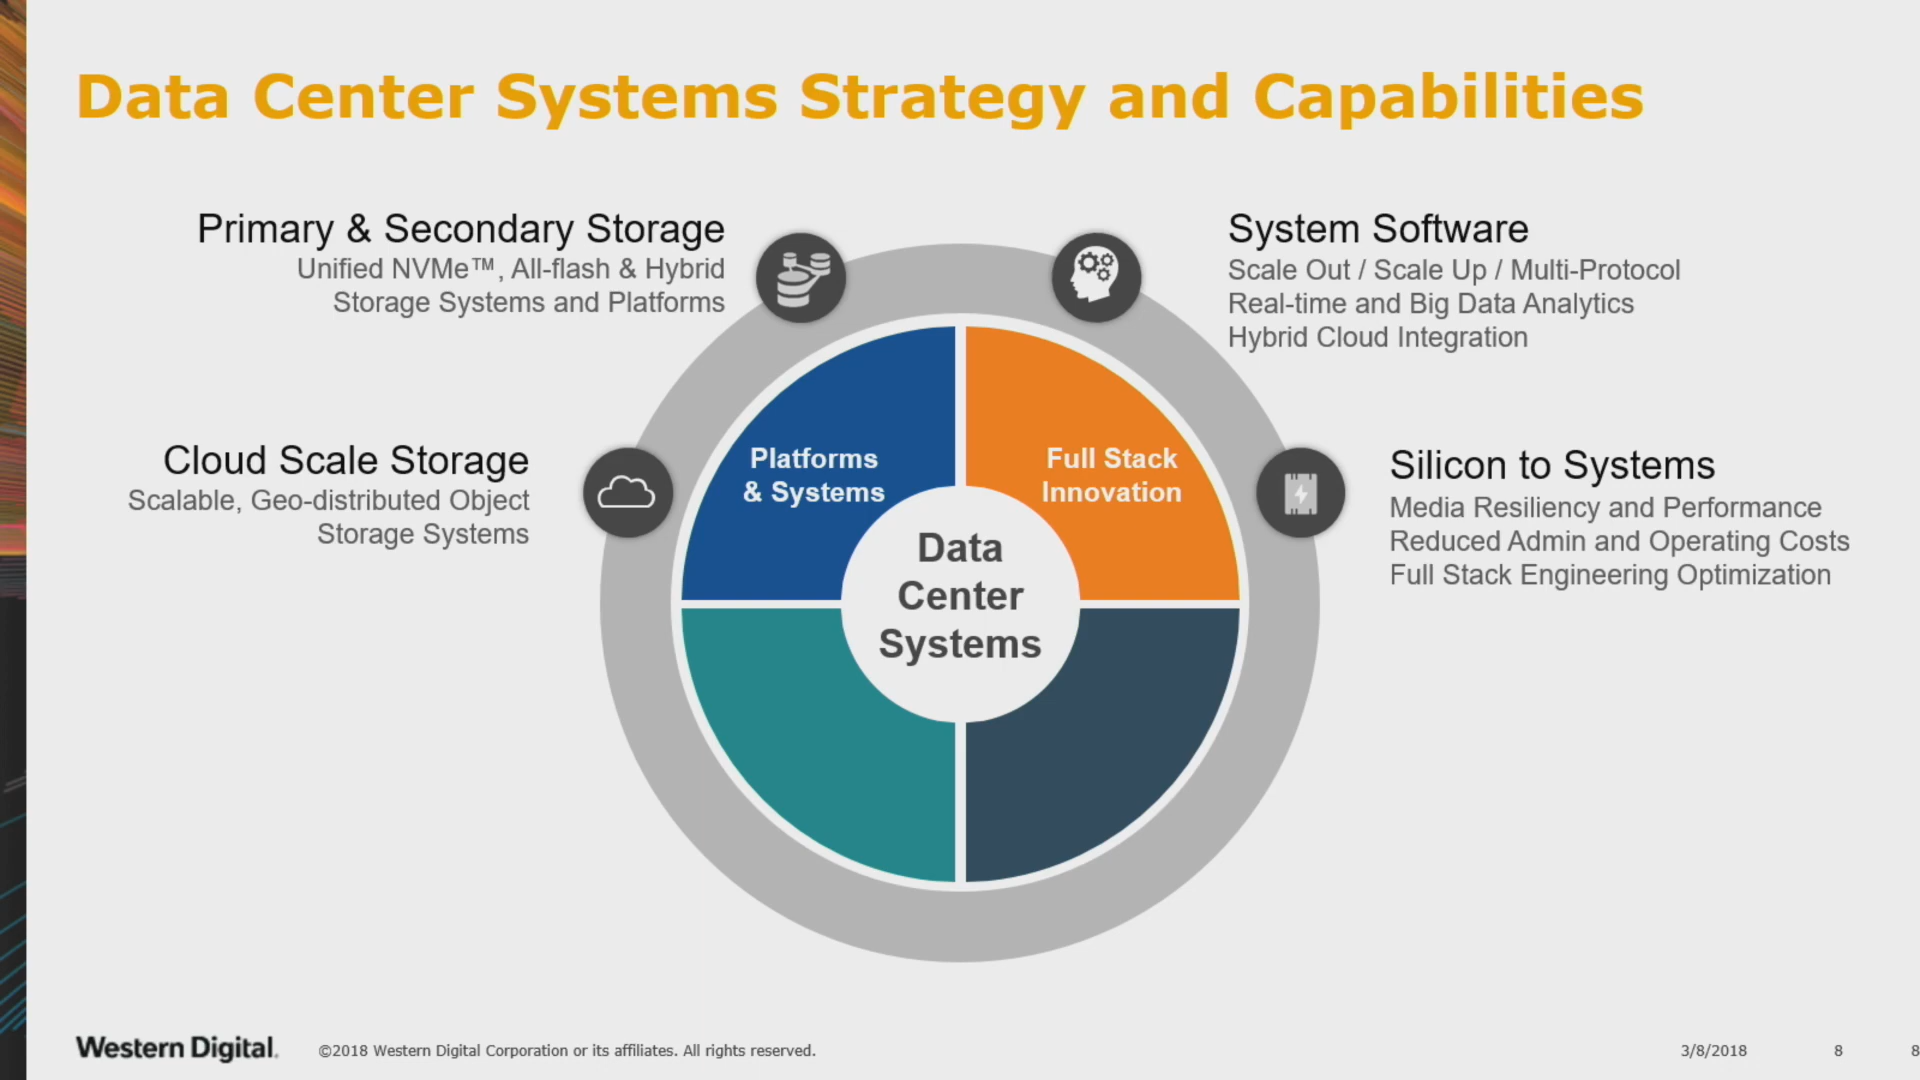 Data Center Systems Strategy and Capabilities
Primary & Secondary Storage
Unified NVMe™, All-flash & Hybrid
Storage Systems and Platforms
System Software
Scale Out / Scale Up / Multi-Protocol
Real-time and Big Data Analytics
Hybrid Cloud Integration
Cloud Scale Storage
Scalable, Geo-distributed Object
Storage Systems
Platforms
& Systems
Full Stack
Innovation
Silicon to Systems
Media Resiliency and Performance
Reduced Admin and Operating Costs
Full Stack Engineering Optimization
Data
Center
Systems
Western Digital.
©2018 Western Digital Corporation or its affiliates. All rights reserved.
3/8/2018
8
8